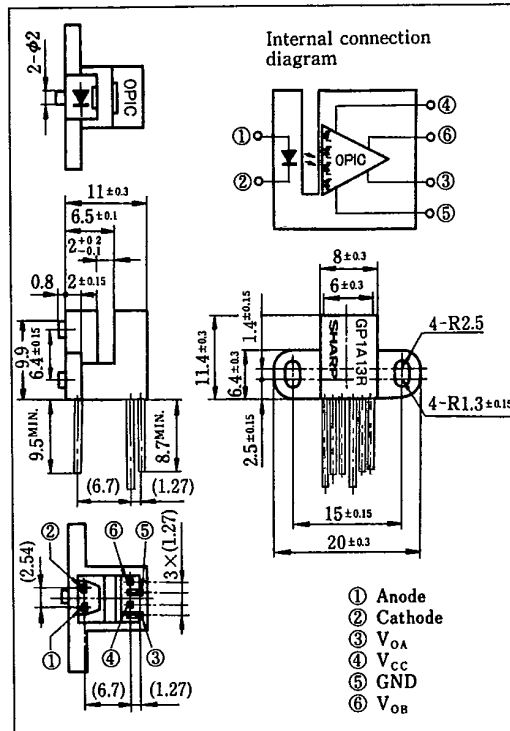 Internal connection
diagram
2-ϕ2
OPIC
① ② OPIC ④ ⑥ ③ ⑤
11±0.3
6.5±0.1
2+0.2-0.1
0.8 2±0.15
9.9
6.4±0.15
9.5MIN.
8.7MIN.
(6.7) (1.27)
8±0.3
6±0.3
1.4±0.15
11.4±0.3
6.4±0.3
2.5±0.15
SHARP
GP1A13R
4-R2.5
4-R1.3±0.15
15±0.15
20±0.3
② ⑥ ⑤
(2.54)
3×(1.27)
① ④ ③
(6.7) (1.27)
① Anode
② Cathode
③ VOA
④ VCC
⑤ GND
⑥ VOB